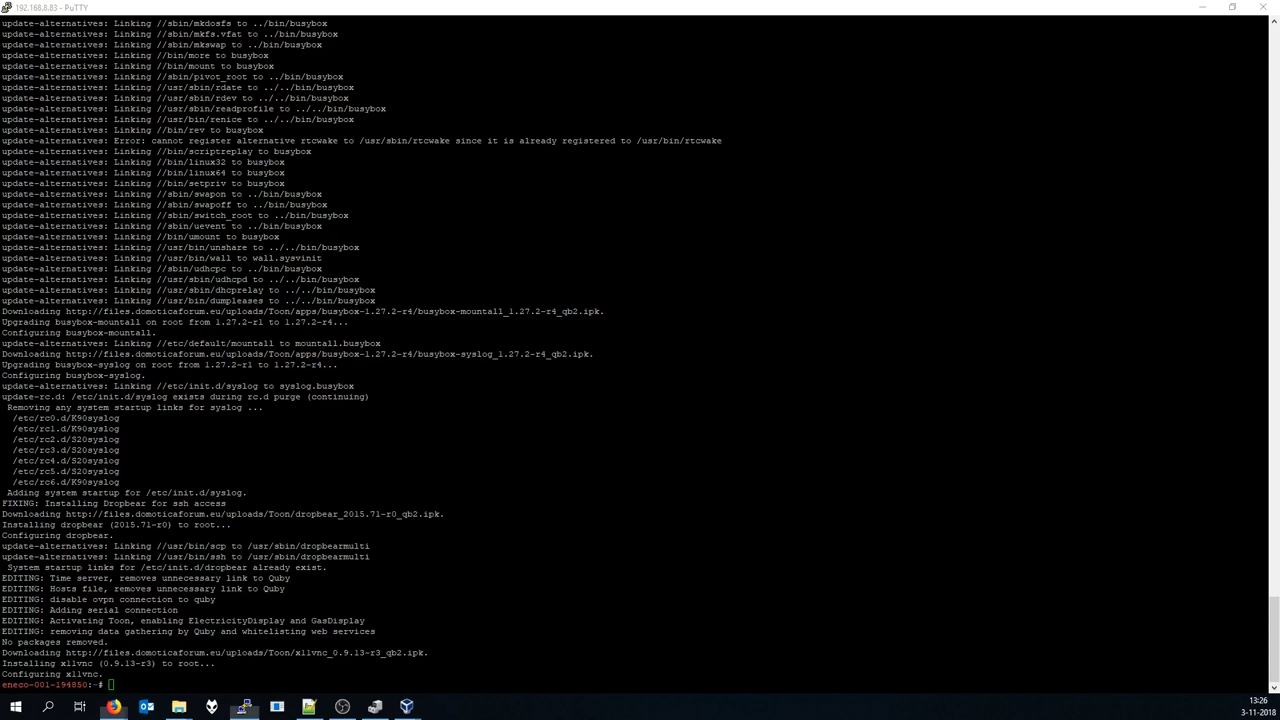 192.168.8.83 - PuTTY
update-alternatives: Linking //sbin/mkdosfs to ../bin/busybox
update-alternatives: Linking //sbin/mkfs.vfat to ../bin/busybox
update-alternatives: Linking //sbin/mkswap to ../bin/busybox
update-alternatives: Linking //bin/more to busybox
update-alternatives: Linking //bin/mount to busybox
update-alternatives: Linking //sbin/pivot_root to ../bin/busybox
update-alternatives: Linking //usr/sbin/rdate to ../../bin/busybox
update-alternatives: Linking //usr/sbin/rdev to ../../bin/busybox
update-alternatives: Linking //usr/sbin/readprofile to ../../bin/busybox
update-alternatives: Linking //usr/bin/renice to ../../bin/busybox
update-alternatives: Linking //bin/rev to busybox
update-alternatives: Error: cannot register alternative rtcwake to /usr/sbin/rtcwake since it is already registered to /usr/bin/rtcwake
update-alternatives: Linking //bin/scriptreplay to busybox
update-alternatives: Linking //bin/linux32 to busybox
update-alternatives: Linking //bin/linux64 to busybox
update-alternatives: Linking //bin/setpriv to busybox
update-alternatives: Linking //sbin/swapon to ../bin/busybox
update-alternatives: Linking //sbin/swapoff to ../bin/busybox
update-alternatives: Linking //sbin/switch_root to ../bin/busybox
update-alternatives: Linking //sbin/uevent to ../bin/busybox
update-alternatives: Linking //bin/umount to busybox
update-alternatives: Linking //usr/bin/unshare to ../../bin/busybox
update-alternatives: Linking //usr/bin/wall to wall.sysvinit
update-alternatives: Linking //sbin/udhcpc to ../bin/busybox
update-alternatives: Linking //usr/sbin/udhcpd to ../../bin/busybox
update-alternatives: Linking //usr/sbin/dhcprelay to ../../bin/busybox
update-alternatives: Linking //usr/bin/dumpleases to ../../bin/busybox
Downloading http://files.domoticaforum.eu/uploads/Toon/apps/busybox-1.27.2-r4/busybox-mountall_1.27.2-r4_qb2.ipk.
Upgrading busybox-mountall on root from 1.27.2-r1 to 1.27.2-r4...
Configuring busybox-mountall.
update-alternatives: Linking //etc/default/mountall to mountall.busybox
Downloading http://files.domoticaforum.eu/uploads/Toon/apps/busybox-1.27.2-r4/busybox-syslog_1.27.2-r4_qb2.ipk.
Upgrading busybox-syslog on root from 1.27.2-r1 to 1.27.2-r4...
Configuring busybox-syslog.
update-alternatives: Linking //etc/init.d/syslog to syslog.busybox
update-rc.d: /etc/init.d/syslog exists during rc.d purge (continuing)
 Removing any system startup links for syslog ...
  /etc/rc0.d/K90syslog
  /etc/rc1.d/K90syslog
  /etc/rc2.d/S20syslog
  /etc/rc3.d/S20syslog
  /etc/rc4.d/S20syslog
  /etc/rc5.d/S20syslog
  /etc/rc6.d/K90syslog
 Adding system startup for /etc/init.d/syslog.
FIXING: Installing Dropbear for ssh access
Downloading http://files.domoticaforum.eu/uploads/Toon/dropbear_2015.71-r0_qb2.ipk.
Installing dropbear (2015.71-r0) to root...
Configuring dropbear.
update-alternatives: Linking //usr/bin/scp to /usr/sbin/dropbearmulti
update-alternatives: Linking //usr/bin/ssh to /usr/sbin/dropbearmulti
 System startup links for /etc/init.d/dropbear already exist.
EDITING: Time server, removes unnecessary link to Quby
EDITING: Hosts file, removes unnecessary link to Quby
EDITING: disable ovpn connection to quby
EDITING: Adding serial connection
EDITING: Activating Toon, enabling ElectricityDisplay and GasDisplay
EDITING: removing data gathering by Quby and whitelisting web services
No packages removed.
Downloading http://files.domoticaforum.eu/uploads/Toon/x11vnc_0.9.13-r3_qb2.ipk.
Installing x11vnc (0.9.13-r3) to root...
Configuring x11vnc.
eneco-001-194850:~#
13:26
3-11-2018